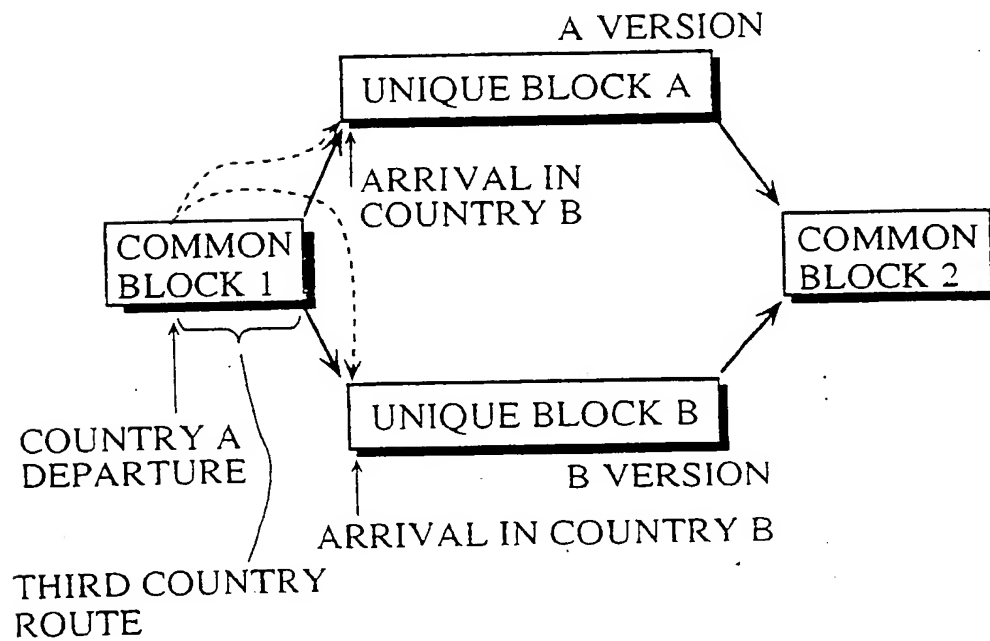 A VERSION
UNIQUE BLOCK A
ARRIVAL IN
COUNTRY B
COMMON
BLOCK 1
COMMON
BLOCK 2
UNIQUE BLOCK B
COUNTRY A
DEPARTURE
B VERSION
ARRIVAL IN COUNTRY B
THIRD COUNTRY
ROUTE